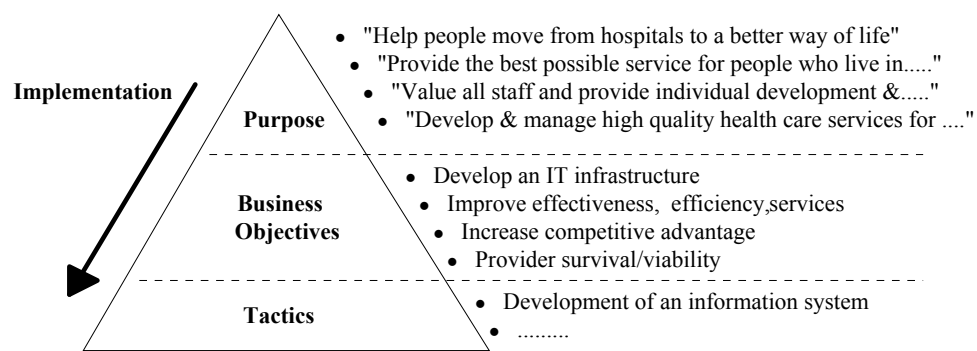 • "Help people move from hospitals to a better way of life"
• "Provide the best possible service for people who live in....."
Implementation
• "Value all staff and provide individual development &....."
Purpose
• "Develop & manage high quality health care services for ...."
• Develop an IT infrastructure
Business
Objectives
• Improve effectiveness, efficiency,services
• Increase competitive advantage
• Provider survival/viability
Tactics
• Development of an information system
• .........